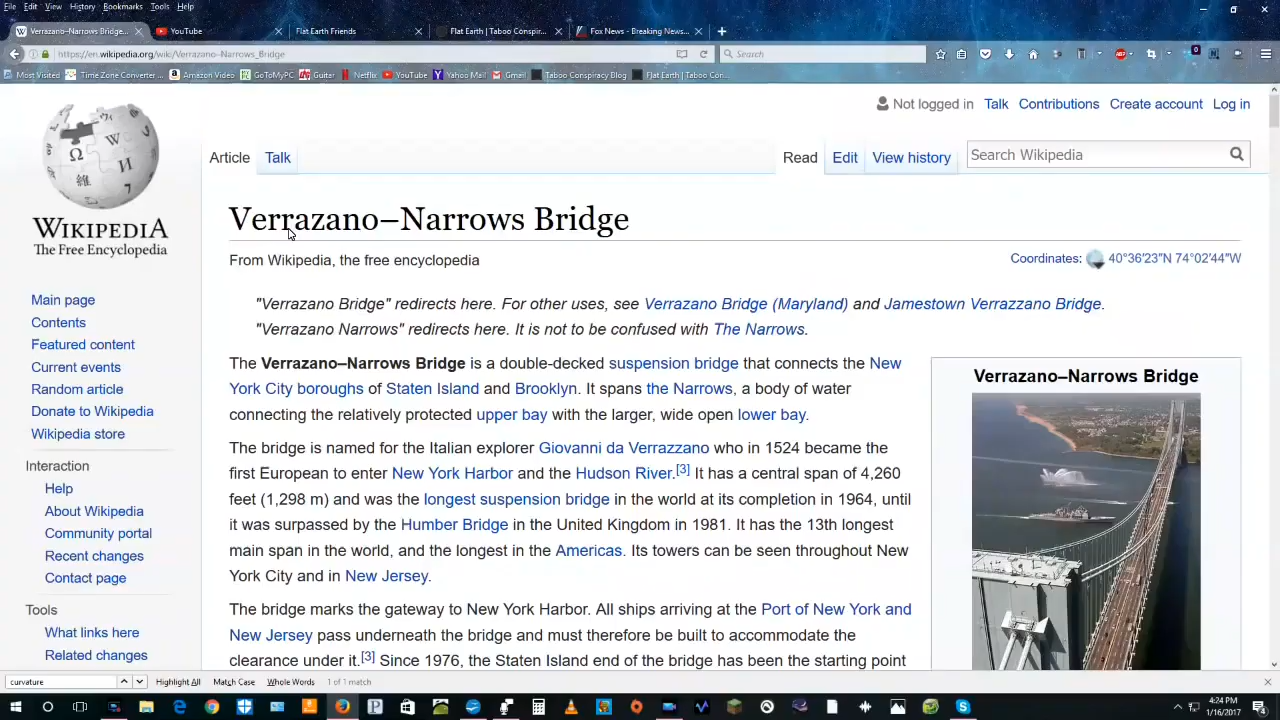 File Edit View History Bookmarks Tools Help
Verrazano–Narrows Bridge... × YouTube × Flat Earth Friends × Flat Earth | Taboo Conspir... × Fox News - Breaking News... × +
https://en.wikipedia.org/wiki/Verrazano–Narrows_Bridge Search
Most Visited Time Zone Converter ... Amazon Video GoToMyPC Guitar Netflix YouTube Yahoo Mail Gmail Taboo Conspiracy Blog Flat Earth | Taboo Con...
Not logged in Talk Contributions Create account Log in
Article Talk Read Edit View history Search Wikipedia
WIKIPEDIA
The Free Encyclopedia
Main page
Contents
Featured content
Current events
Random article
Donate to Wikipedia
Wikipedia store
Interaction
Help
About Wikipedia
Community portal
Recent changes
Contact page
Tools
What links here
Related changes
Verrazano–Narrows Bridge
From Wikipedia, the free encyclopedia Coordinates: 40°36′23″N 74°02′44″W
"Verrazano Bridge" redirects here. For other uses, see Verrazano Bridge (Maryland) and Jamestown Verrazzano Bridge.
"Verrazano Narrows" redirects here. It is not to be confused with The Narrows.
The Verrazano–Narrows Bridge is a double-decked suspension bridge that connects the New
York City boroughs of Staten Island and Brooklyn. It spans the Narrows, a body of water
connecting the relatively protected upper bay with the larger, wide open lower bay.
The bridge is named for the Italian explorer Giovanni da Verrazzano who in 1524 became the
first European to enter New York Harbor and the Hudson River.[3] It has a central span of 4,260
feet (1,298 m) and was the longest suspension bridge in the world at its completion in 1964, until
it was surpassed by the Humber Bridge in the United Kingdom in 1981. It has the 13th longest
main span in the world, and the longest in the Americas. Its towers can be seen throughout New
York City and in New Jersey.
The bridge marks the gateway to New York Harbor. All ships arriving at the Port of New York and
New Jersey pass underneath the bridge and must therefore be built to accommodate the
clearance under it.[3] Since 1976, the Staten Island end of the bridge has been the starting point
Verrazano–Narrows Bridge
curvature Highlight All Match Case Whole Words 1 of 1 match
4:24 PM
1/16/2017